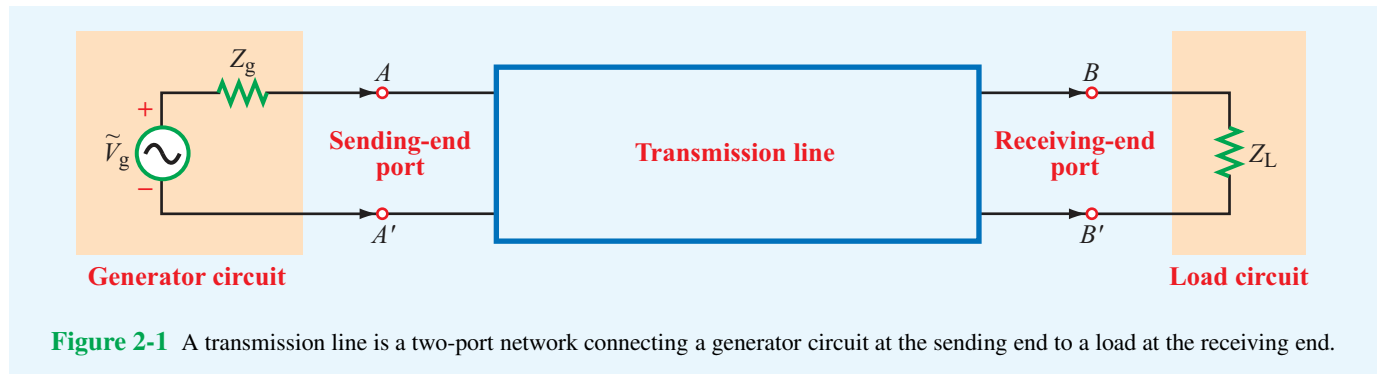 Z_g
A
B
+
Ṽ_g
−
Sending-end
port
Transmission line
Receiving-end
port
Z_L
A′
B′
Generator circuit
Load circuit
Figure 2-1 A transmission line is a two-port network connecting a generator circuit at the sending end to a load at the receiving end.